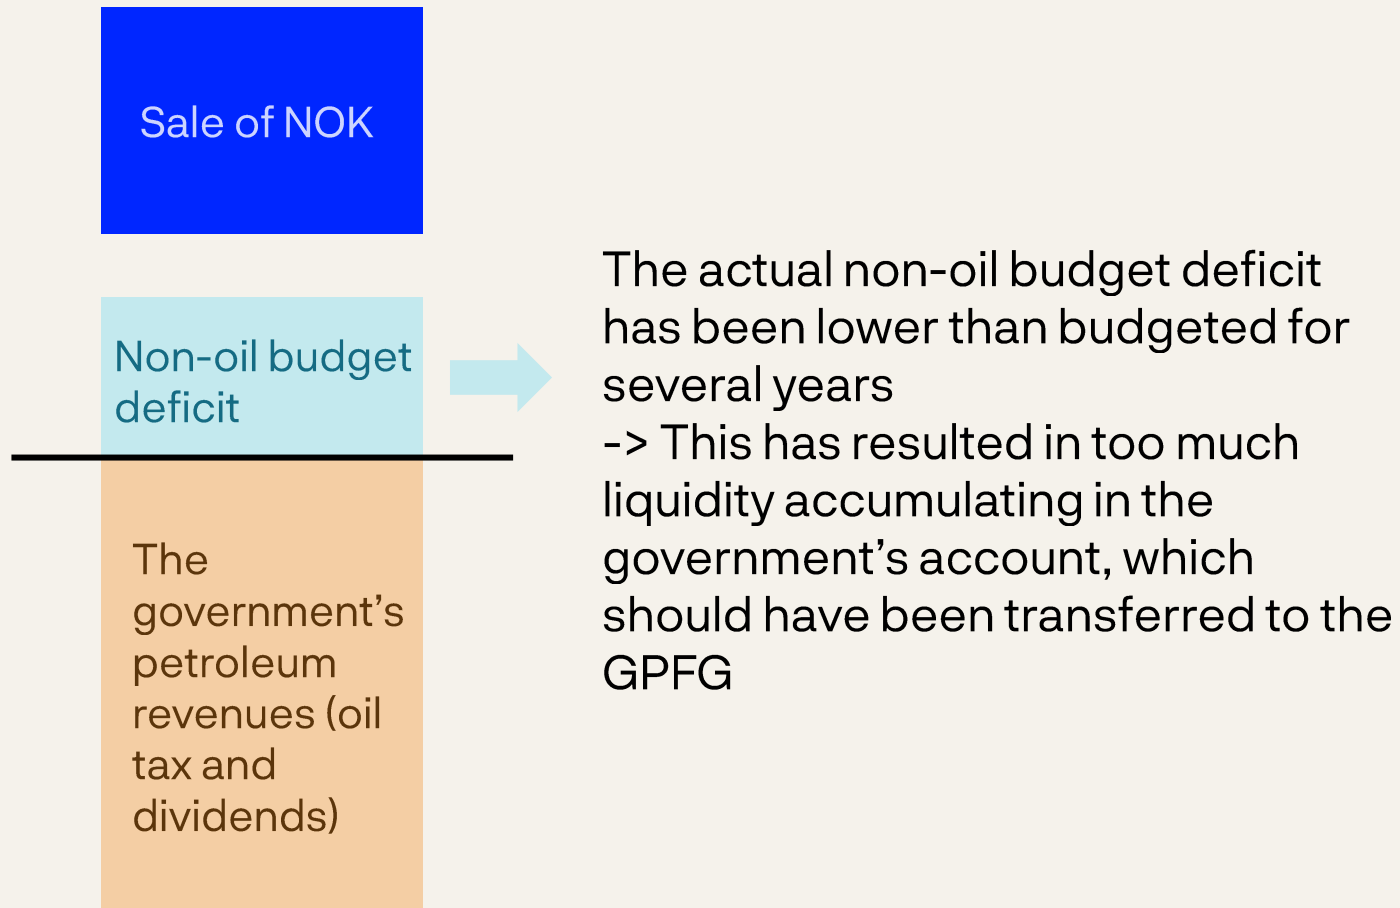 Sale of NOK
Non-oil budget
deficit
The
government’s
petroleum
revenues (oil
tax and
dividends)
The actual non-oil budget deficit
has been lower than budgeted for
several years
-> This has resulted in too much
liquidity accumulating in the
government’s account, which
should have been transferred to the
GPFG